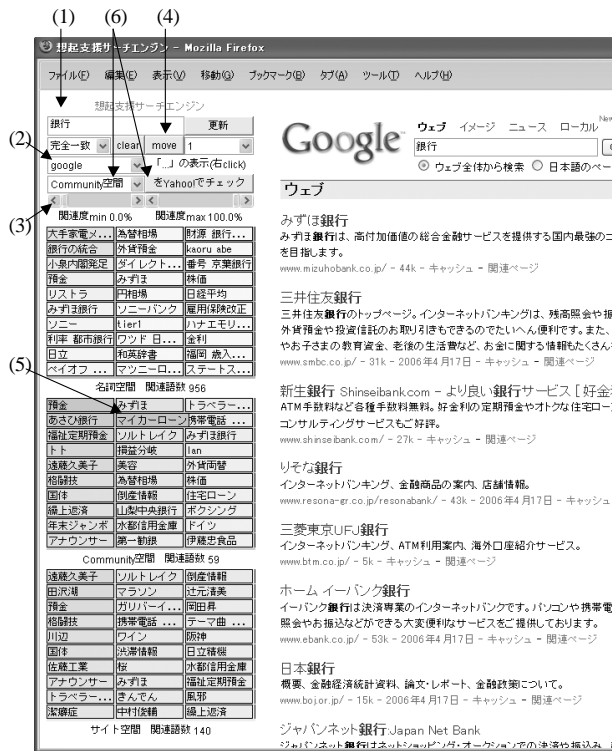 (1) (6) (4)
想起支援サーチエンジン - Mozilla Firefox
ファイル(F) 編集(E) 表示(V) 移動(G) ブックマーク(B) タブ(A) ツール(T) ヘルプ(H)
想起支援サーチエンジン
銀行 更新
完全一致 clear move 1
(2)
google 「...」の表示(右click)
Community空間 をYahoo!でチェック
(3)
関連度min 0.0% 関連度max 100.0%
大手家電メ... 為替相場 財源 銀行...
銀行の統合 外貨預金 kaoru abe
小泉内閣発足 ダイレクト... 番号 京葉銀行
預金 みずほ 株価
リストラ 円相場 日経平均
みずほ銀行 ソニーバンク 雇用保険改正
ソニー tier1 ハナエモリ...
利率 都市銀行 ワツド 日... 金利
日立 和英辞書 福岡 歳入...
ペイオフ ... マツニーロ... ステートス...
(5)
名詞空間 関連語数 956
預金 みずほ トラベラー...
あさひ銀行 マイカーローン 携帯電話 ...
福祉定期預金 ソルトレイク みずほ銀行
トト 損益分岐 lan
遠藤久美子 美容 外貨両替
格闘技 為替相場 株価
国体 倒産情報 住宅ローン
繰上返済 山梨中央銀行 ボクシング
年末ジャンボ 水都信用金庫 ドイツ
アナウンサー 第一勧銀 伊藤忠食品
Community空間 関連語数 59
遠藤久美子 ソルトレイク 倒産情報
田沢湖 マラソン 辻元清美
預金 ガリバーイ... 岡田昇
格闘技 携帯電話 ... テーマ曲 ...
川辺 ワイン 阪神
国体 渋滞情報 日立精機
佐藤工業 桜 水都信用金庫
アナウンサー みずほ 福祉定期預金
トラベラー... きんでん 風邪
潔癖症 中村俊輔 繰上返済
サイト空間 関連語数 140
Google ウェブ イメージ ニュース ローカル New
銀行
ウェブ全体から検索 日本語のペー
ウェブ
みずほ銀行
みずほ銀行は、高付加価値の総合金融サービスを提供する国内最強のコ
を目指します。
www.mizuhobank.co.jp/ - 44k - キャッシュ - 関連ページ
三井住友銀行
三井住友銀行のトップページ。インターネットバンキングは、残高照会や振
外貨預金や投資信託のお取り引きもできるのでたいへん便利です。また、
やお子さまの教育資金、老後の生活費など、お金に関する情報もたくさん
www.smbc.co.jp/ - 31k - 2006年4月17日 - キャッシュ - 関連ページ
新生銀行 Shinseibank.com - より良い銀行サービス [ 好金
ATM手数料など各種手数料無料。好金利の定期預金やオトクな住宅ロー
コンサルティングサービスもご好評。
www.shinseibank.com/ - 27k - キャッシュ - 関連ページ
りそな銀行
インターネットバンキング、金融商品の案内、店舗情報。
www.resona-gr.co.jp/resonabank/ - 43k - 2006年4月17日 - キャッシュ
三菱東京UFJ銀行
インターネットバンキング、ATM利用案内、海外口座紹介サービス。
www.btm.co.jp/ - 5k - キャッシュ - 関連ページ
ホーム イーバンク銀行
イーバンク銀行は決済専業のインターネットバンクです。パソコンや携帯電
照会やお振込などができる大変便利なサービスをご提供しております。
www.ebank.co.jp/ - 53k - 2006年4月17日 - キャッシュ - 関連ページ
日本銀行
概要、金融経済統計資料、論文・レポート、金融政策について。
www.boj.or.jp/ - 15k - 2006年4月17日 - キャッシュ - 関連ページ
ジャパンネット銀行:Japan Net Bank
ジャパンネット銀行はネットショッピング・オークションでの決済や振込み